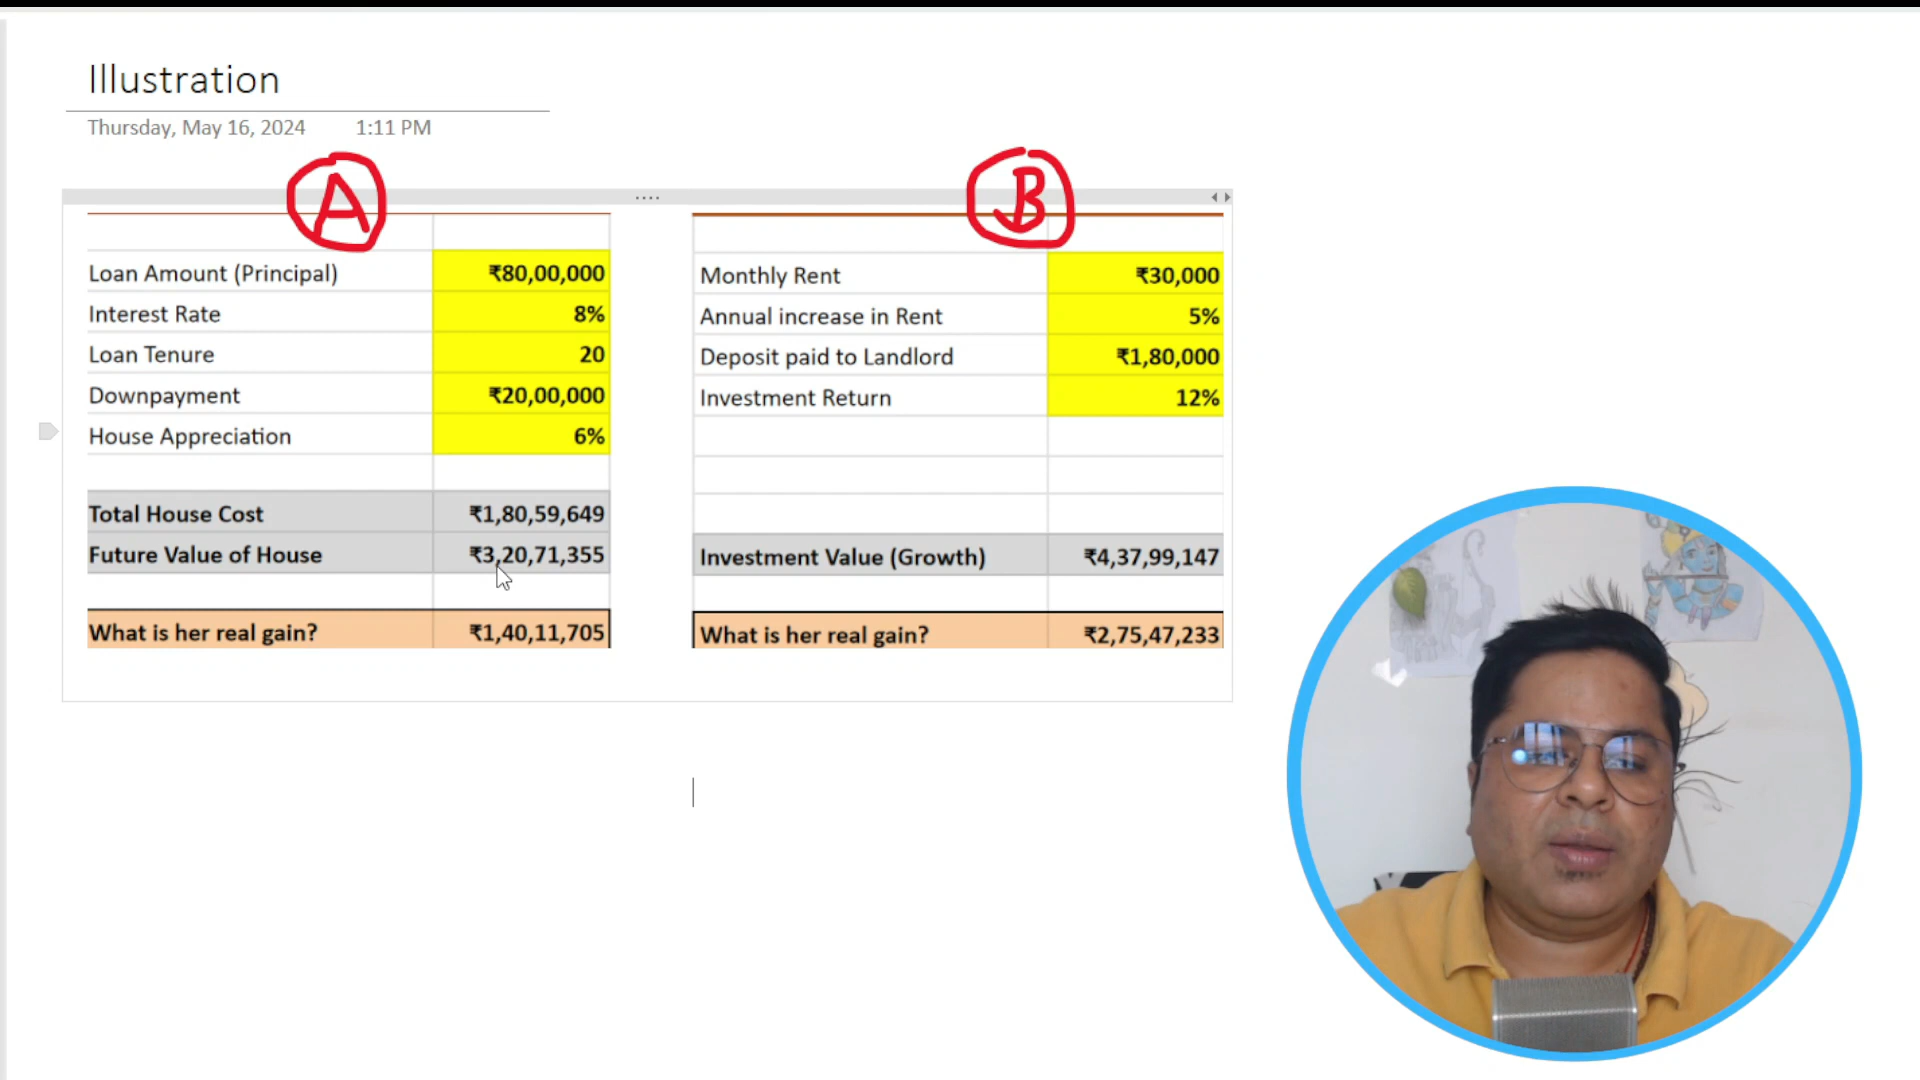 Illustration
Thursday, May 16, 2024 1:11 PM
A
Loan Amount (Principal) ₹80,00,000
Interest Rate 8%
Loan Tenure 20
Downpayment ₹20,00,000
House Appreciation 6%
Total House Cost ₹1,80,59,649
Future Value of House ₹3,20,71,355
What is her real gain? ₹1,40,11,705
B
Monthly Rent ₹30,000
Annual increase in Rent 5%
Deposit paid to Landlord ₹1,80,000
Investment Return 12%
Investment Value (Growth) ₹4,37,99,147
What is her real gain? ₹2,75,47,233